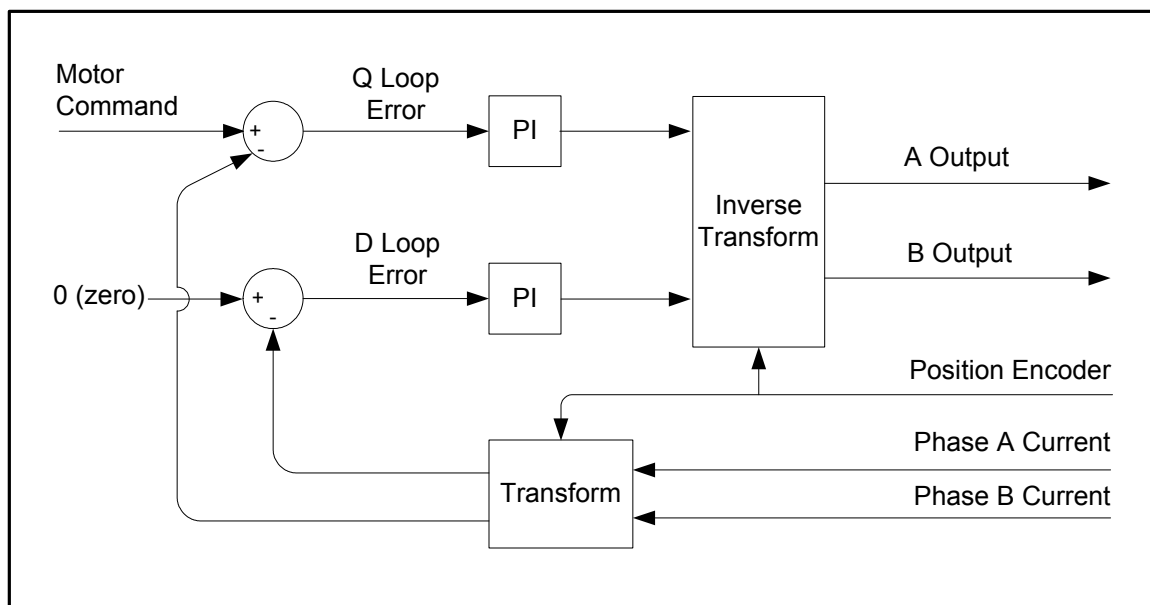 Motor
Command
+
-
Q Loop
Error
PI
Inverse
Transform
A Output
B Output
0 (zero)
+
-
D Loop
Error
PI
Position Encoder
Phase A Current
Phase B Current
Transform